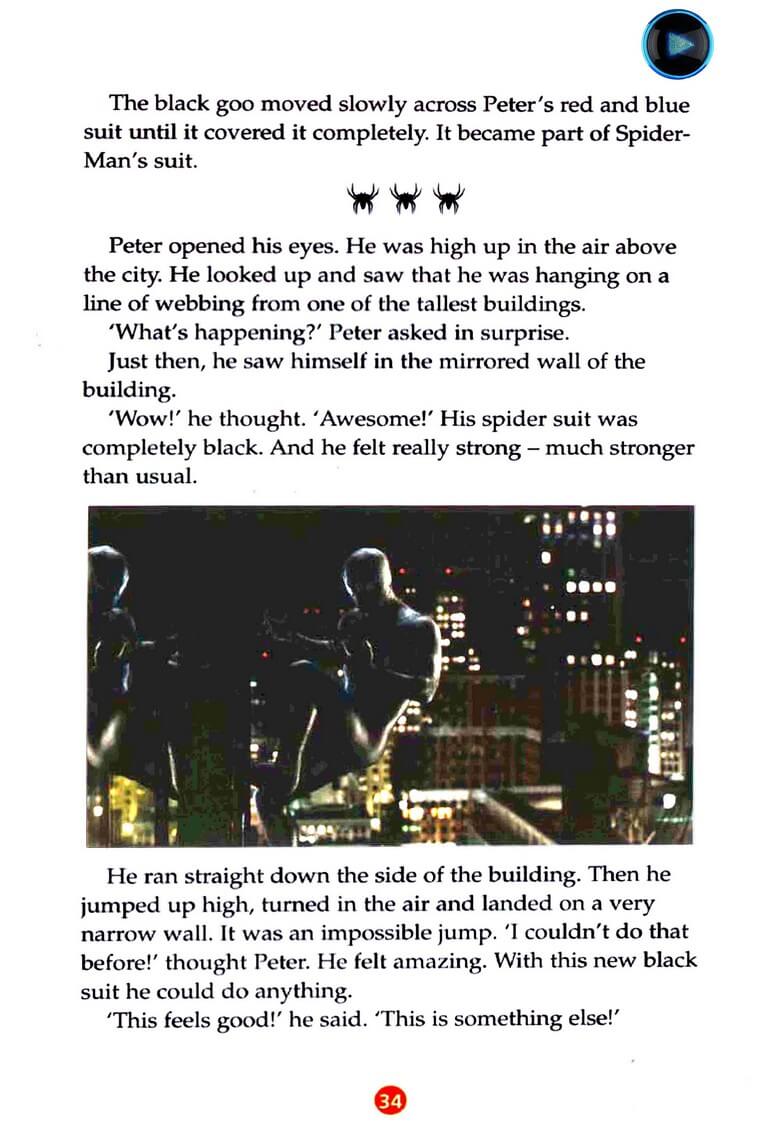 The black goo moved slowly across Peter's red and blue
suit until it covered it completely. It became part of Spider-
Man's suit.
Peter opened his eyes. He was high up in the air above
the city. He looked up and saw that he was hanging on a
line of webbing from one of the tallest buildings.
'What's happening?' Peter asked in surprise.
Just then, he saw himself in the mirrored wall of the
building.
'Wow!' he thought. 'Awesome!' His spider suit was
completely black. And he felt really strong – much stronger
than usual.
He ran straight down the side of the building. Then he
jumped up high, turned in the air and landed on a very
narrow wall. It was an impossible jump. 'I couldn't do that
before!' thought Peter. He felt amazing. With this new black
suit he could do anything.
'This feels good!' he said. 'This is something else!'
34